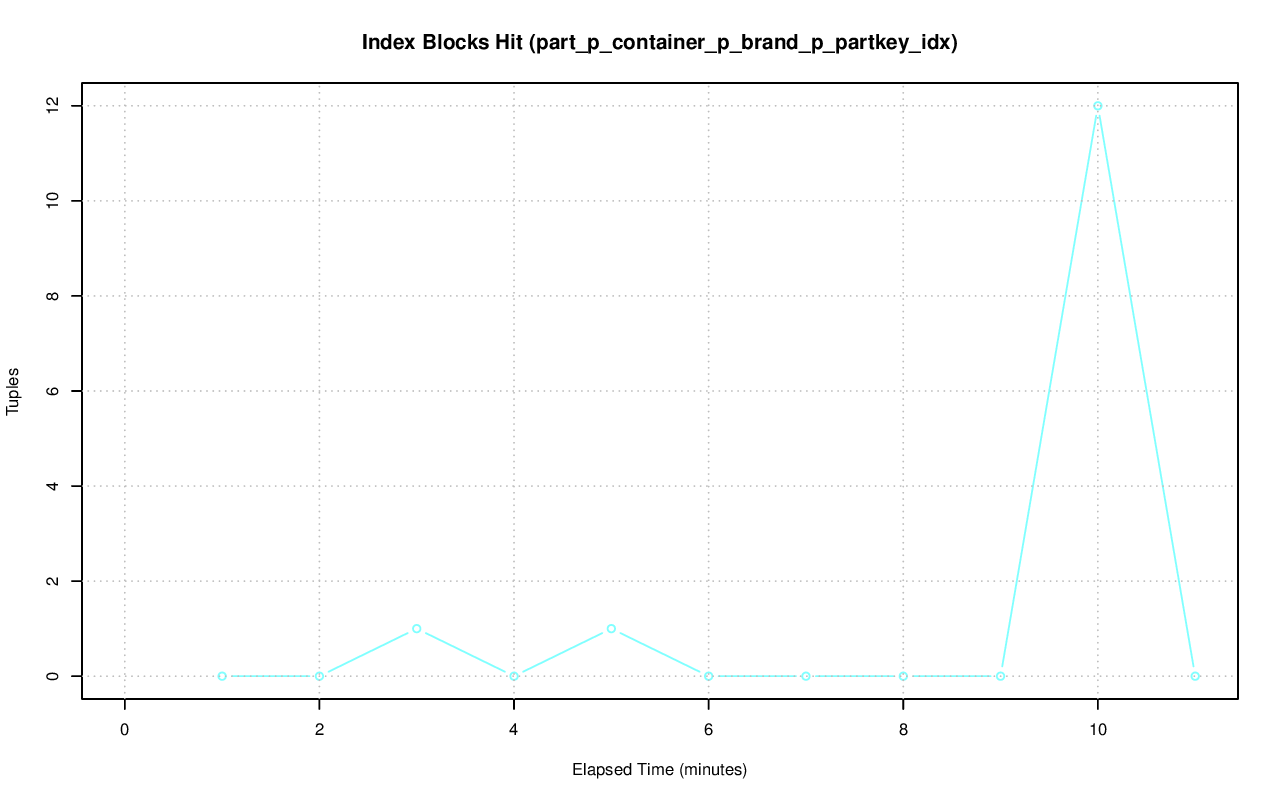 Index Blocks Hit (part_p_container_p_brand_p_partkey_idx)
12
10
8
6
4
2
0
Tuples
0 2 4 6 8 10
Elapsed Time (minutes)